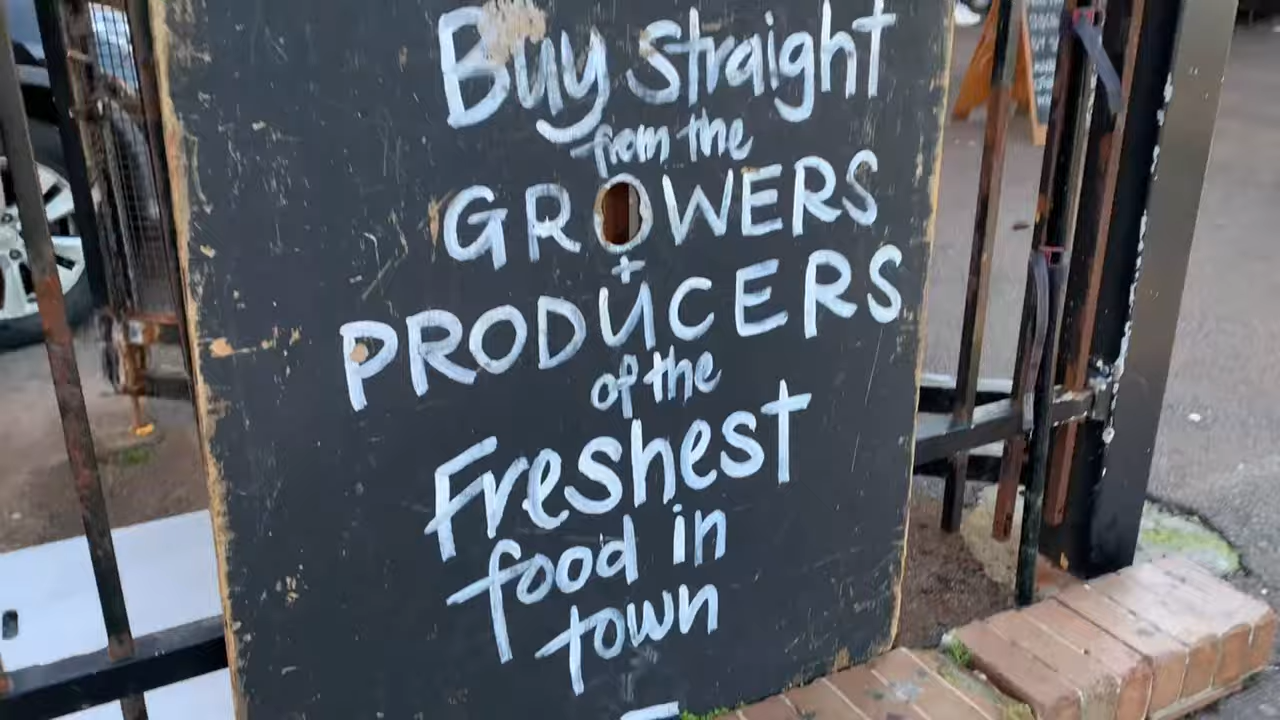 Buy straight
from the
GROWERS
+
PRODUCERS
of the
Freshest
food in
town